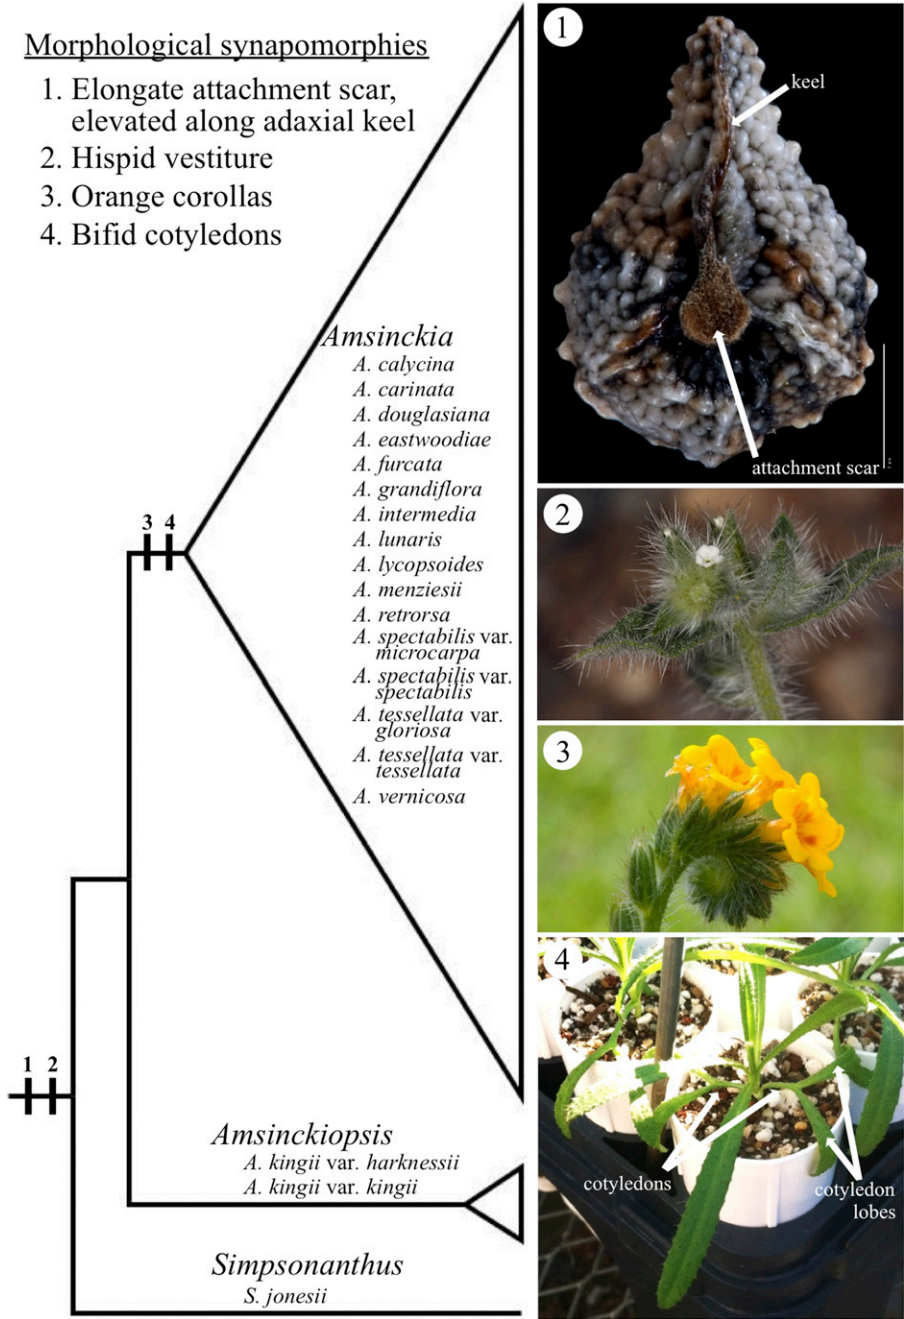 Morphological synapomorphies
1. Elongate attachment scar,
elevated along adaxial keel
2. Hispid vestiture
3. Orange corollas
4. Bifid cotyledons
Amsinckia
A. calycina
A. carinata
A. douglasiana
A. eastwoodiae
A. furcata
A. grandiflora
A. intermedia
A. lunaris
A. lycopsoides
A. menziesii
A. retrorsa
A. spectabilis var.
microcarpa
A. spectabilis var.
spectabilis
A. tessellata var.
gloriosa
A. tessellata var.
tessellata
A. vernicosa
3 4
1 2
Amsinckiopsis
A. kingii var. harknessii
A. kingii var. kingii
Simpsonanthus
S. jonesii
1
keel
attachment scar
2
3
4
cotyledons
cotyledon
lobes